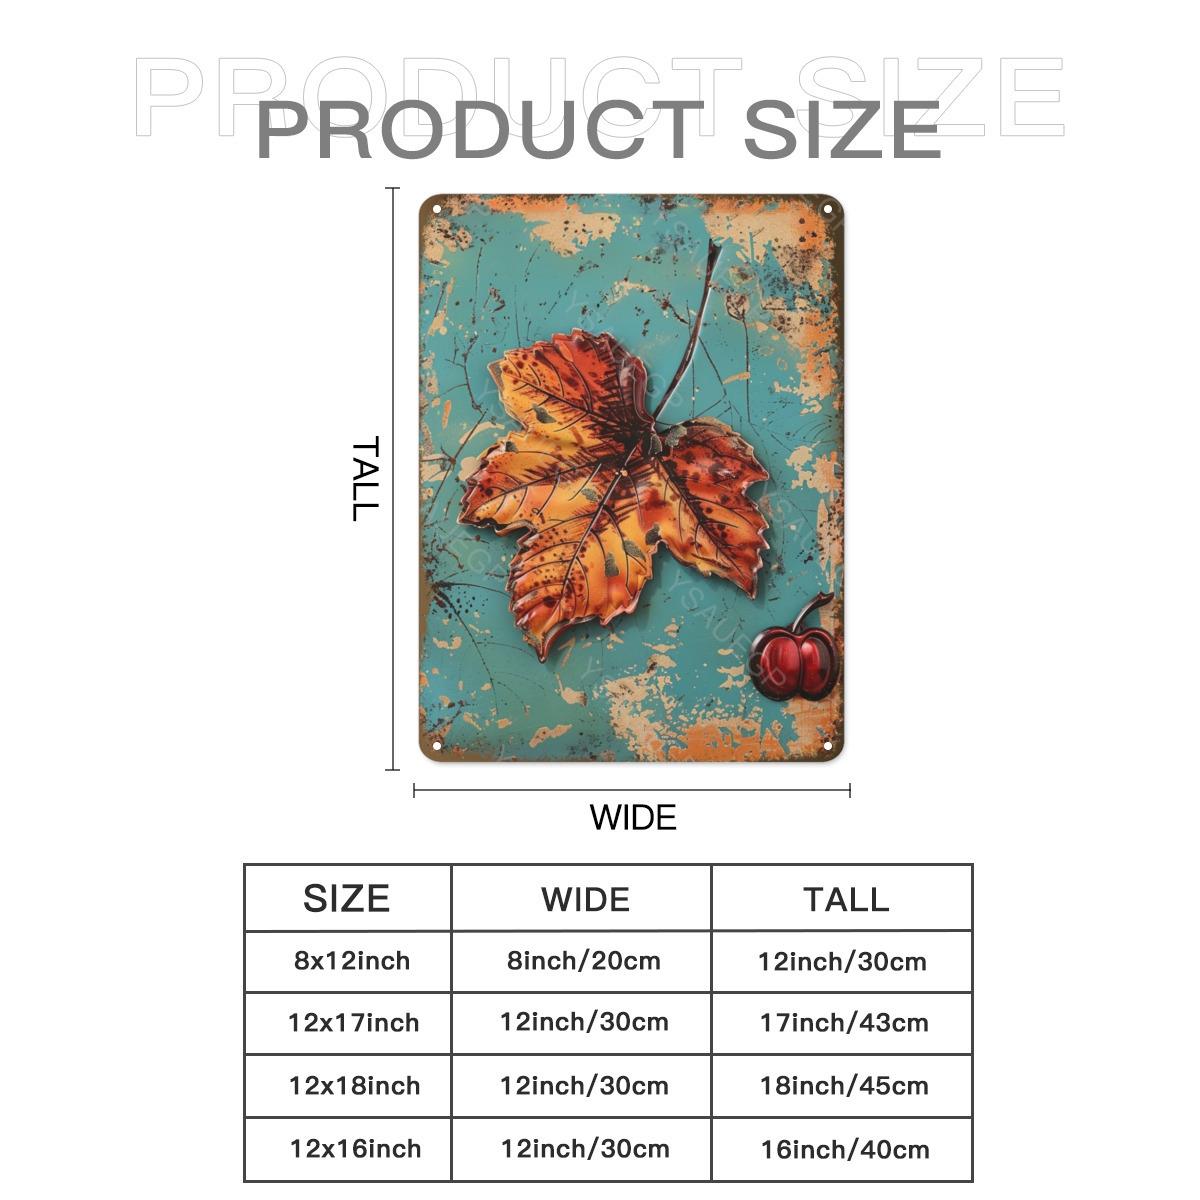 PRODUCT SIZE
PRODUCT SIZE
TALL
YSAUFGP
WIDE
SIZE WIDE TALL
8x12inch 8inch/20cm 12inch/30cm
12x17inch 12inch/30cm 17inch/43cm
12x18inch 12inch/30cm 18inch/45cm
12x16inch 12inch/30cm 16inch/40cm